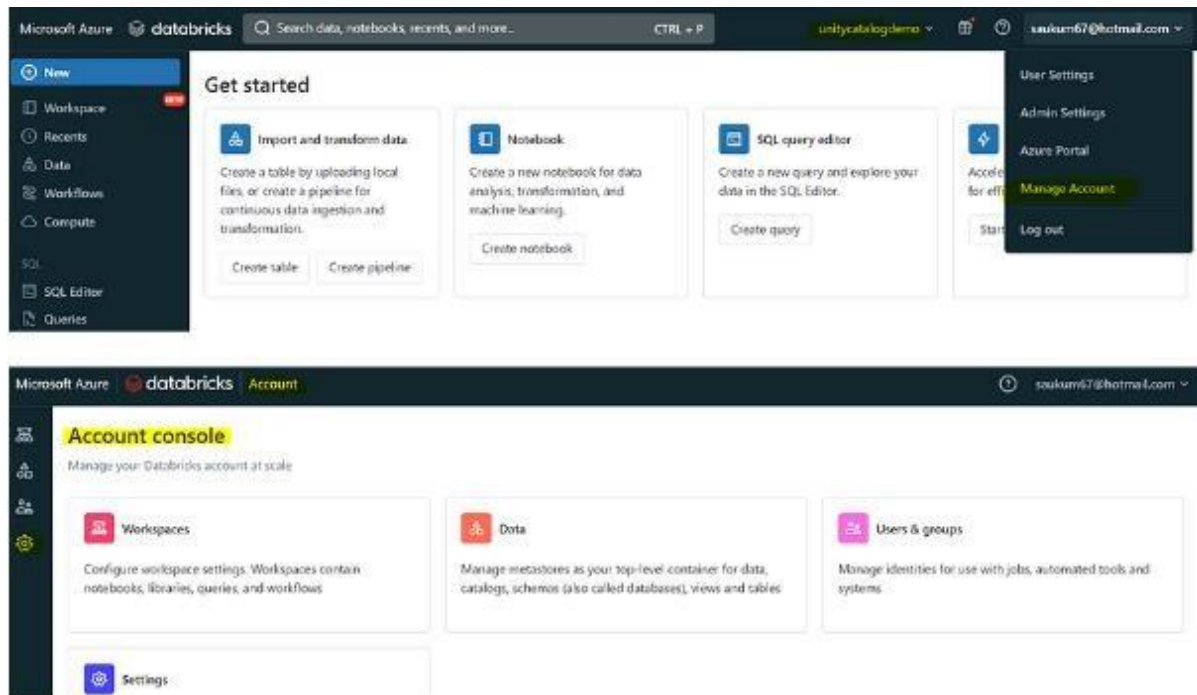 Microsoft Azure databricks Search data, notebooks, recents, and more... CTRL + P unitycatalogdemo saukum67@hotmail.com
New
Workspace
NEW
Recents
Data
Workflows
Compute
SQL
SQL Editor
Queries
Get started
Import and transform data
Create a table by uploading local
files, or create a pipeline for
continuous data ingestion and
transformation.
Create table Create pipeline
Notebook
Create a new notebook for data
analysis, transformation, and
machine learning.
Create notebook
SQL query editor
Create a new query and explore your
data in the SQL Editor.
Create query
Accele
for eff
Start
User Settings
Admin Settings
Azure Portal
Manage Account
Log out
Microsoft Azure databricks Account saukum67@hotmail.com
Account console
Manage your Databricks account at scale
Workspaces
Configure workspace settings. Workspaces contain
notebooks, libraries, queries, and workflows
Data
Manage metastores as your top-level container for data,
catalogs, schemas (also called databases), views and tables
Users & groups
Manage identities for use with jobs, automated tools and
systems
Settings